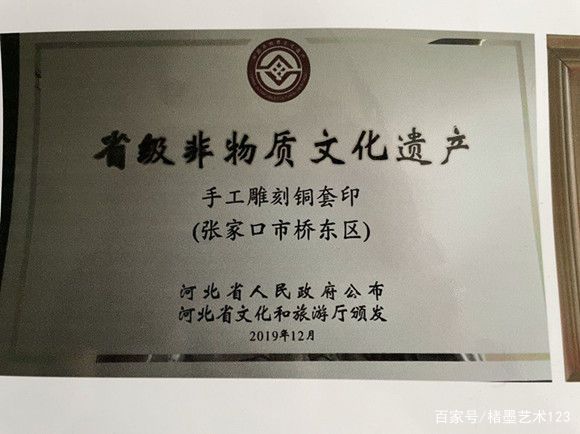 省级非物质文化遗产
手工雕刻铜套印
(张家口市桥东区)
河北省人民政府公布
河北省文化和旅游厅颁发
2019年12月
百家号/楮墨艺术123